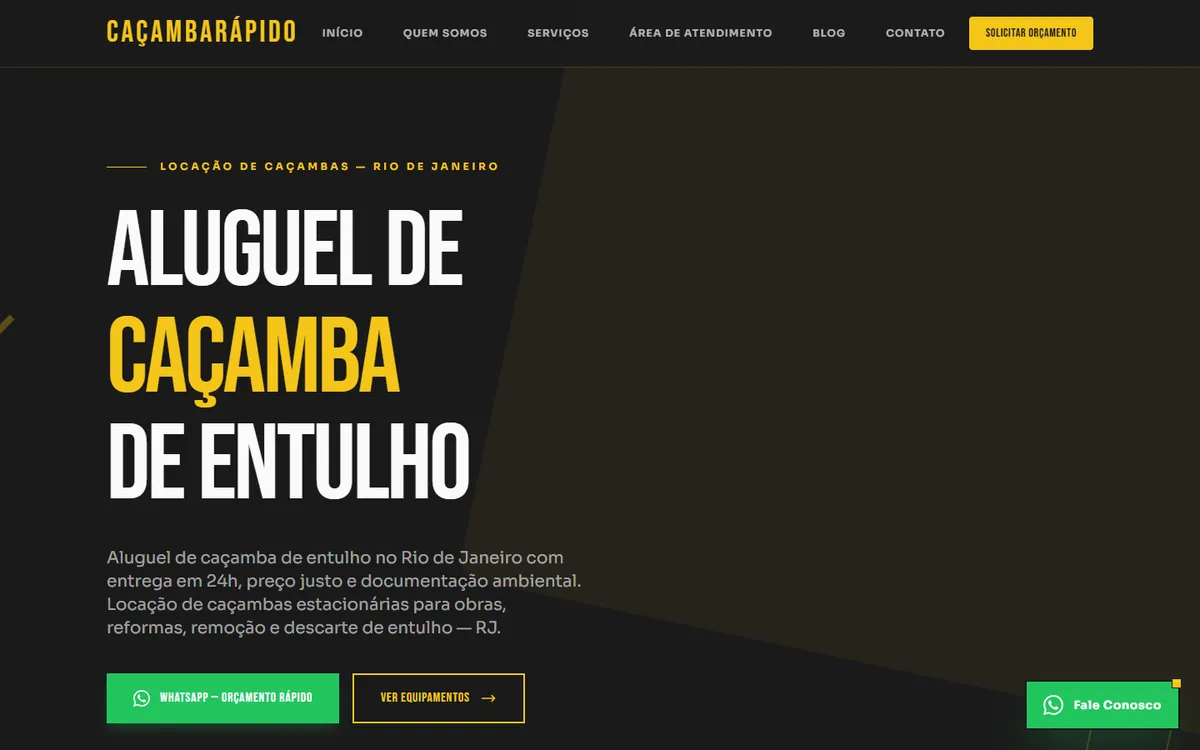 CAÇAMBARÁPIDO
INÍCIO
QUEM SOMOS
SERVIÇOS
ÁREA DE ATENDIMENTO
BLOG
CONTATO
SOLICITAR ORÇAMENTO
LOCAÇÃO DE CAÇAMBAS — RIO DE JANEIRO
ALUGUEL DE
CAÇAMBA
DE ENTULHO
Aluguel de caçamba de entulho no Rio de Janeiro com
entrega em 24h, preço justo e documentação ambiental.
Locação de caçambas estacionárias para obras,
reformas, remoção e descarte de entulho — RJ.
WHATSAPP — ORÇAMENTO RÁPIDO
VER EQUIPAMENTOS →
Fale Conosco